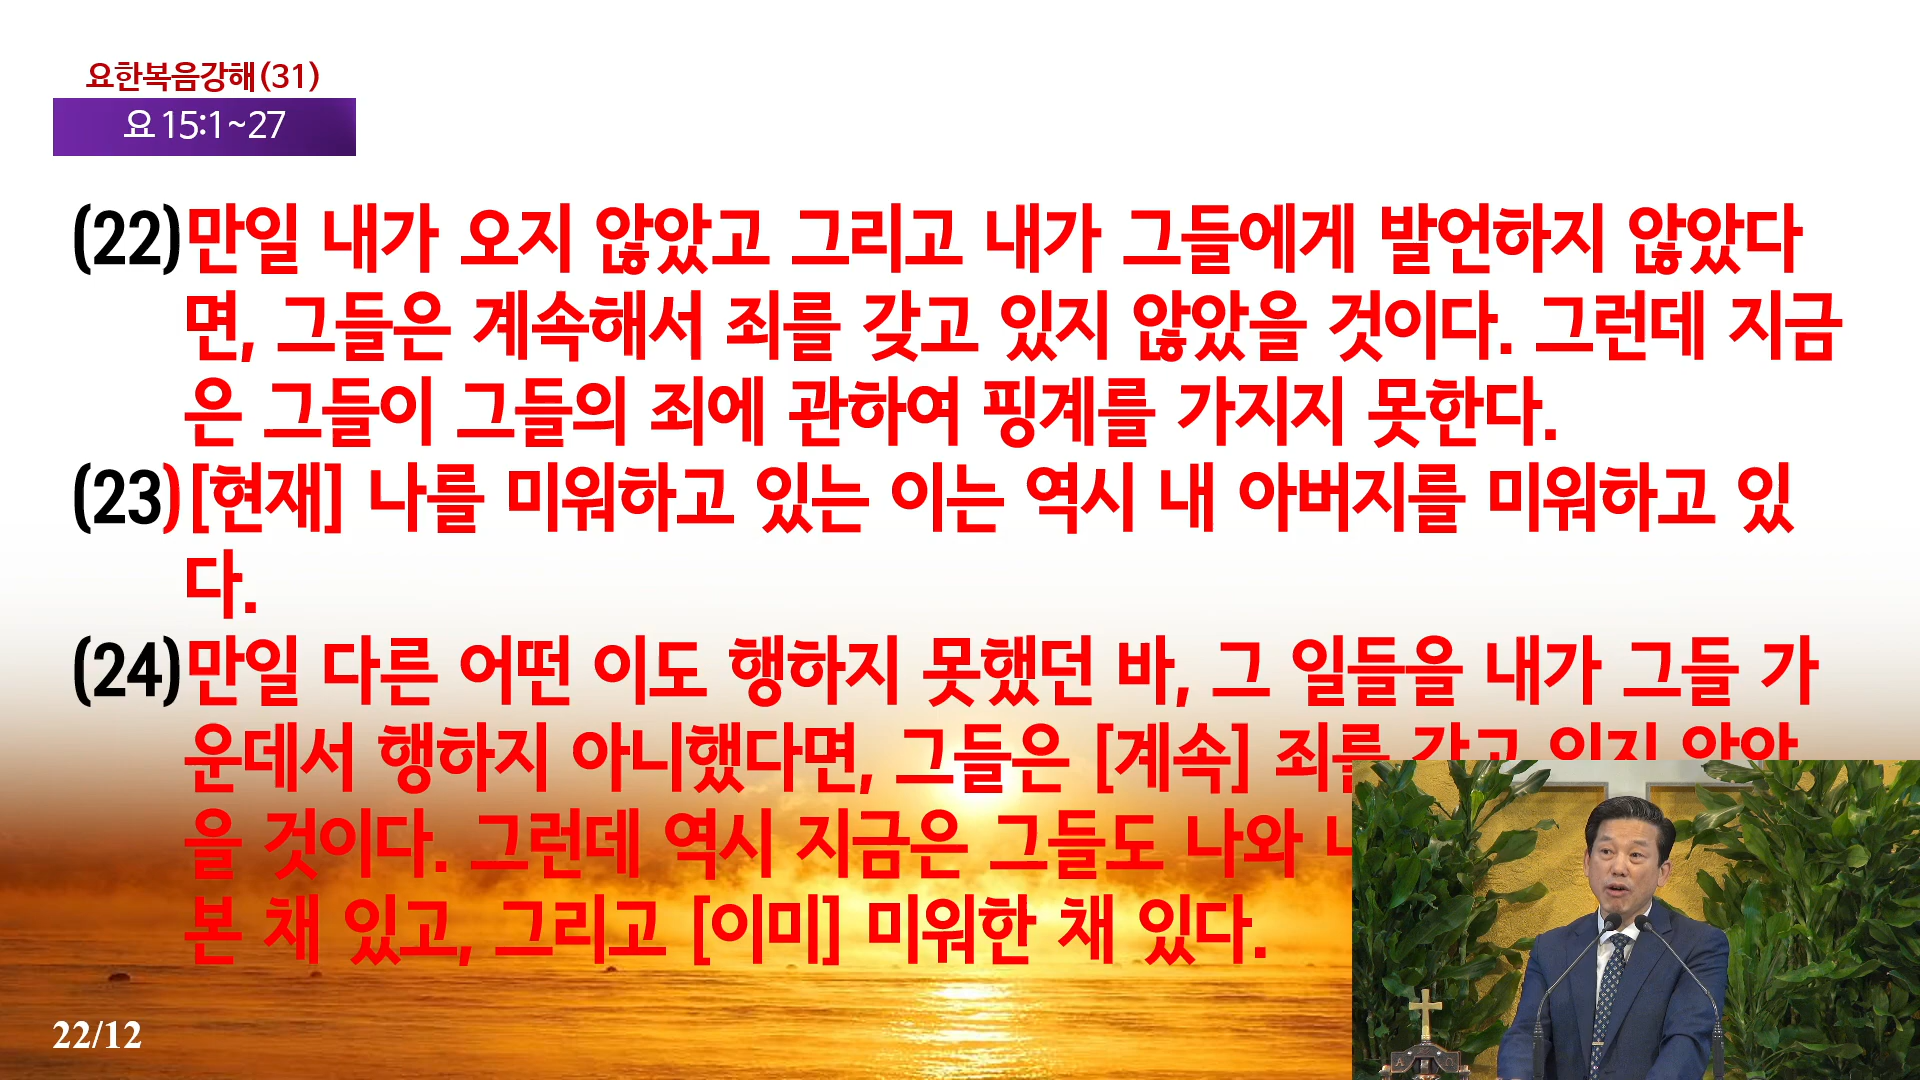 요한복음강해(31)
요 15:1~27
(22)만일 내가 오지 않았고 그리고 내가 그들에게 발언하지 않았다
면, 그들은 계속해서 죄를 갖고 있지 않았을 것이다. 그런데 지금
은 그들이 그들의 죄에 관하여 핑계를 가지지 못한다.
(23)[현재] 나를 미워하고 있는 이는 역시 내 아버지를 미워하고 있
다.
(24)만일 다른 어떤 이도 행하지 못했던 바, 그 일들을 내가 그들 가
운데서 행하지 아니했다면, 그들은 [계속] 죄를 갖고 있지 않았
을 것이다. 그런데 역시 지금은 그들도 나와
본 채 있고, 그리고 [이미] 미워한 채 있다.
22/12
Α Ω